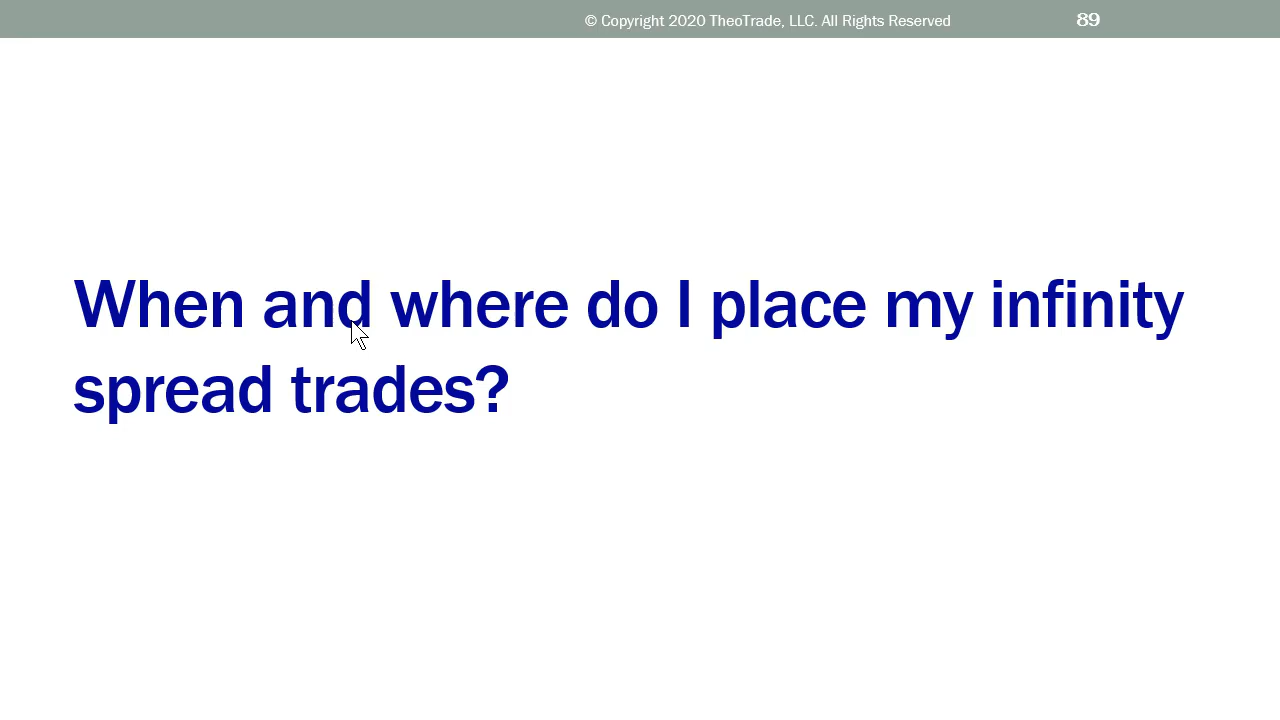 © Copyright 2020 TheoTrade, LLC. All Rights Reserved 89
When and where do I place my infinity
spread trades?